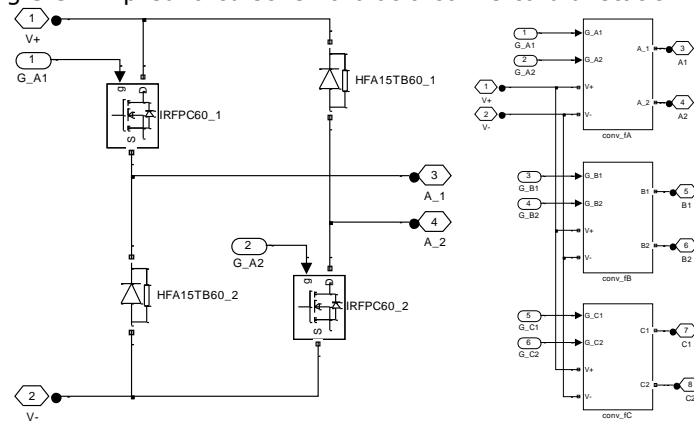 1
V+
1
G_A1
g
D
S
IRFPC60_1
HFA15TB60_1
3
A_1
4
A_2
2
G_A2
g
D
S
IRFPC60_2
HFA15TB60_2
2
V-
1
G_A1
2
G_A2
1
V+
2
V-
G_A1
G_A2
V+
V-
A_1
A_2
conv_fA
3
A1
4
A2
3
G_B1
4
G_B2
G_B1
G_B2
V+
V-
B1
B2
conv_fB
5
B1
6
B2
5
G_C1
6
G_C2
G_C1
G_C2
V+
V-
C1
C2
conv_fC
7
C1
8
C2